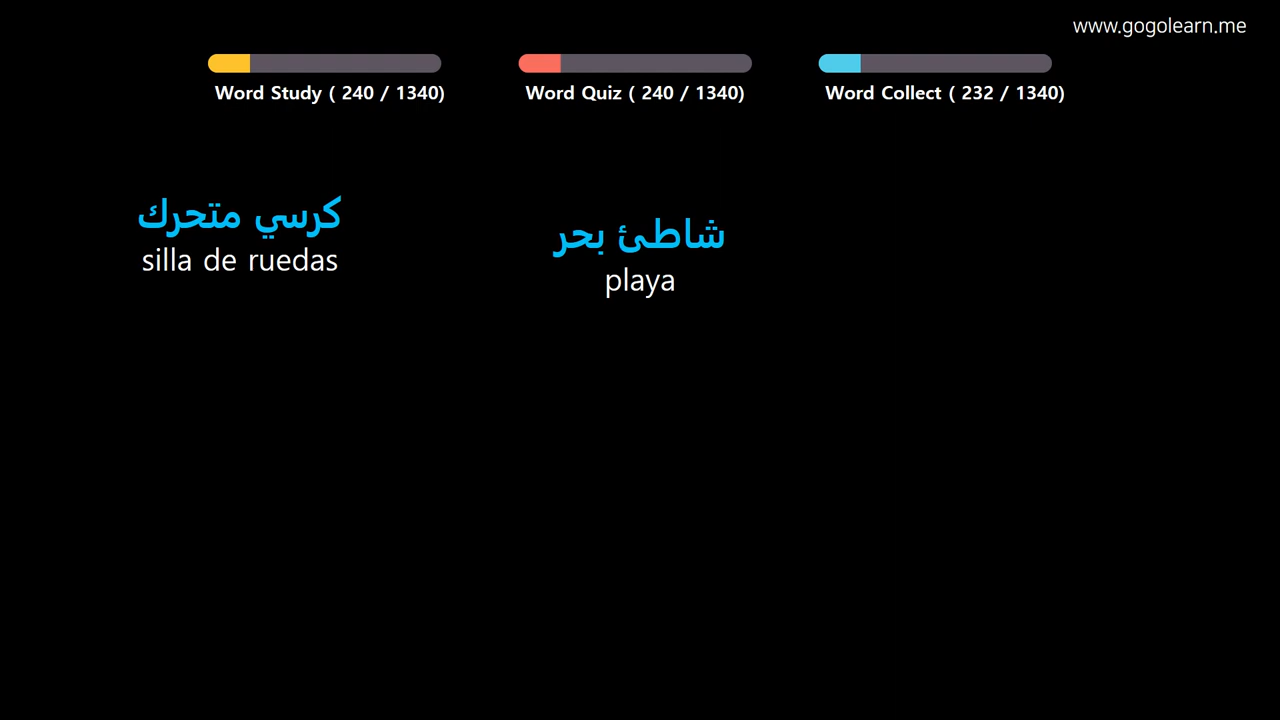 www.gogolearn.me
Word Study ( 240 / 1340)
Word Quiz ( 240 / 1340)
Word Collect ( 232 / 1340)
كرسي متحرك
silla de ruedas
شاطئ بحر
playa